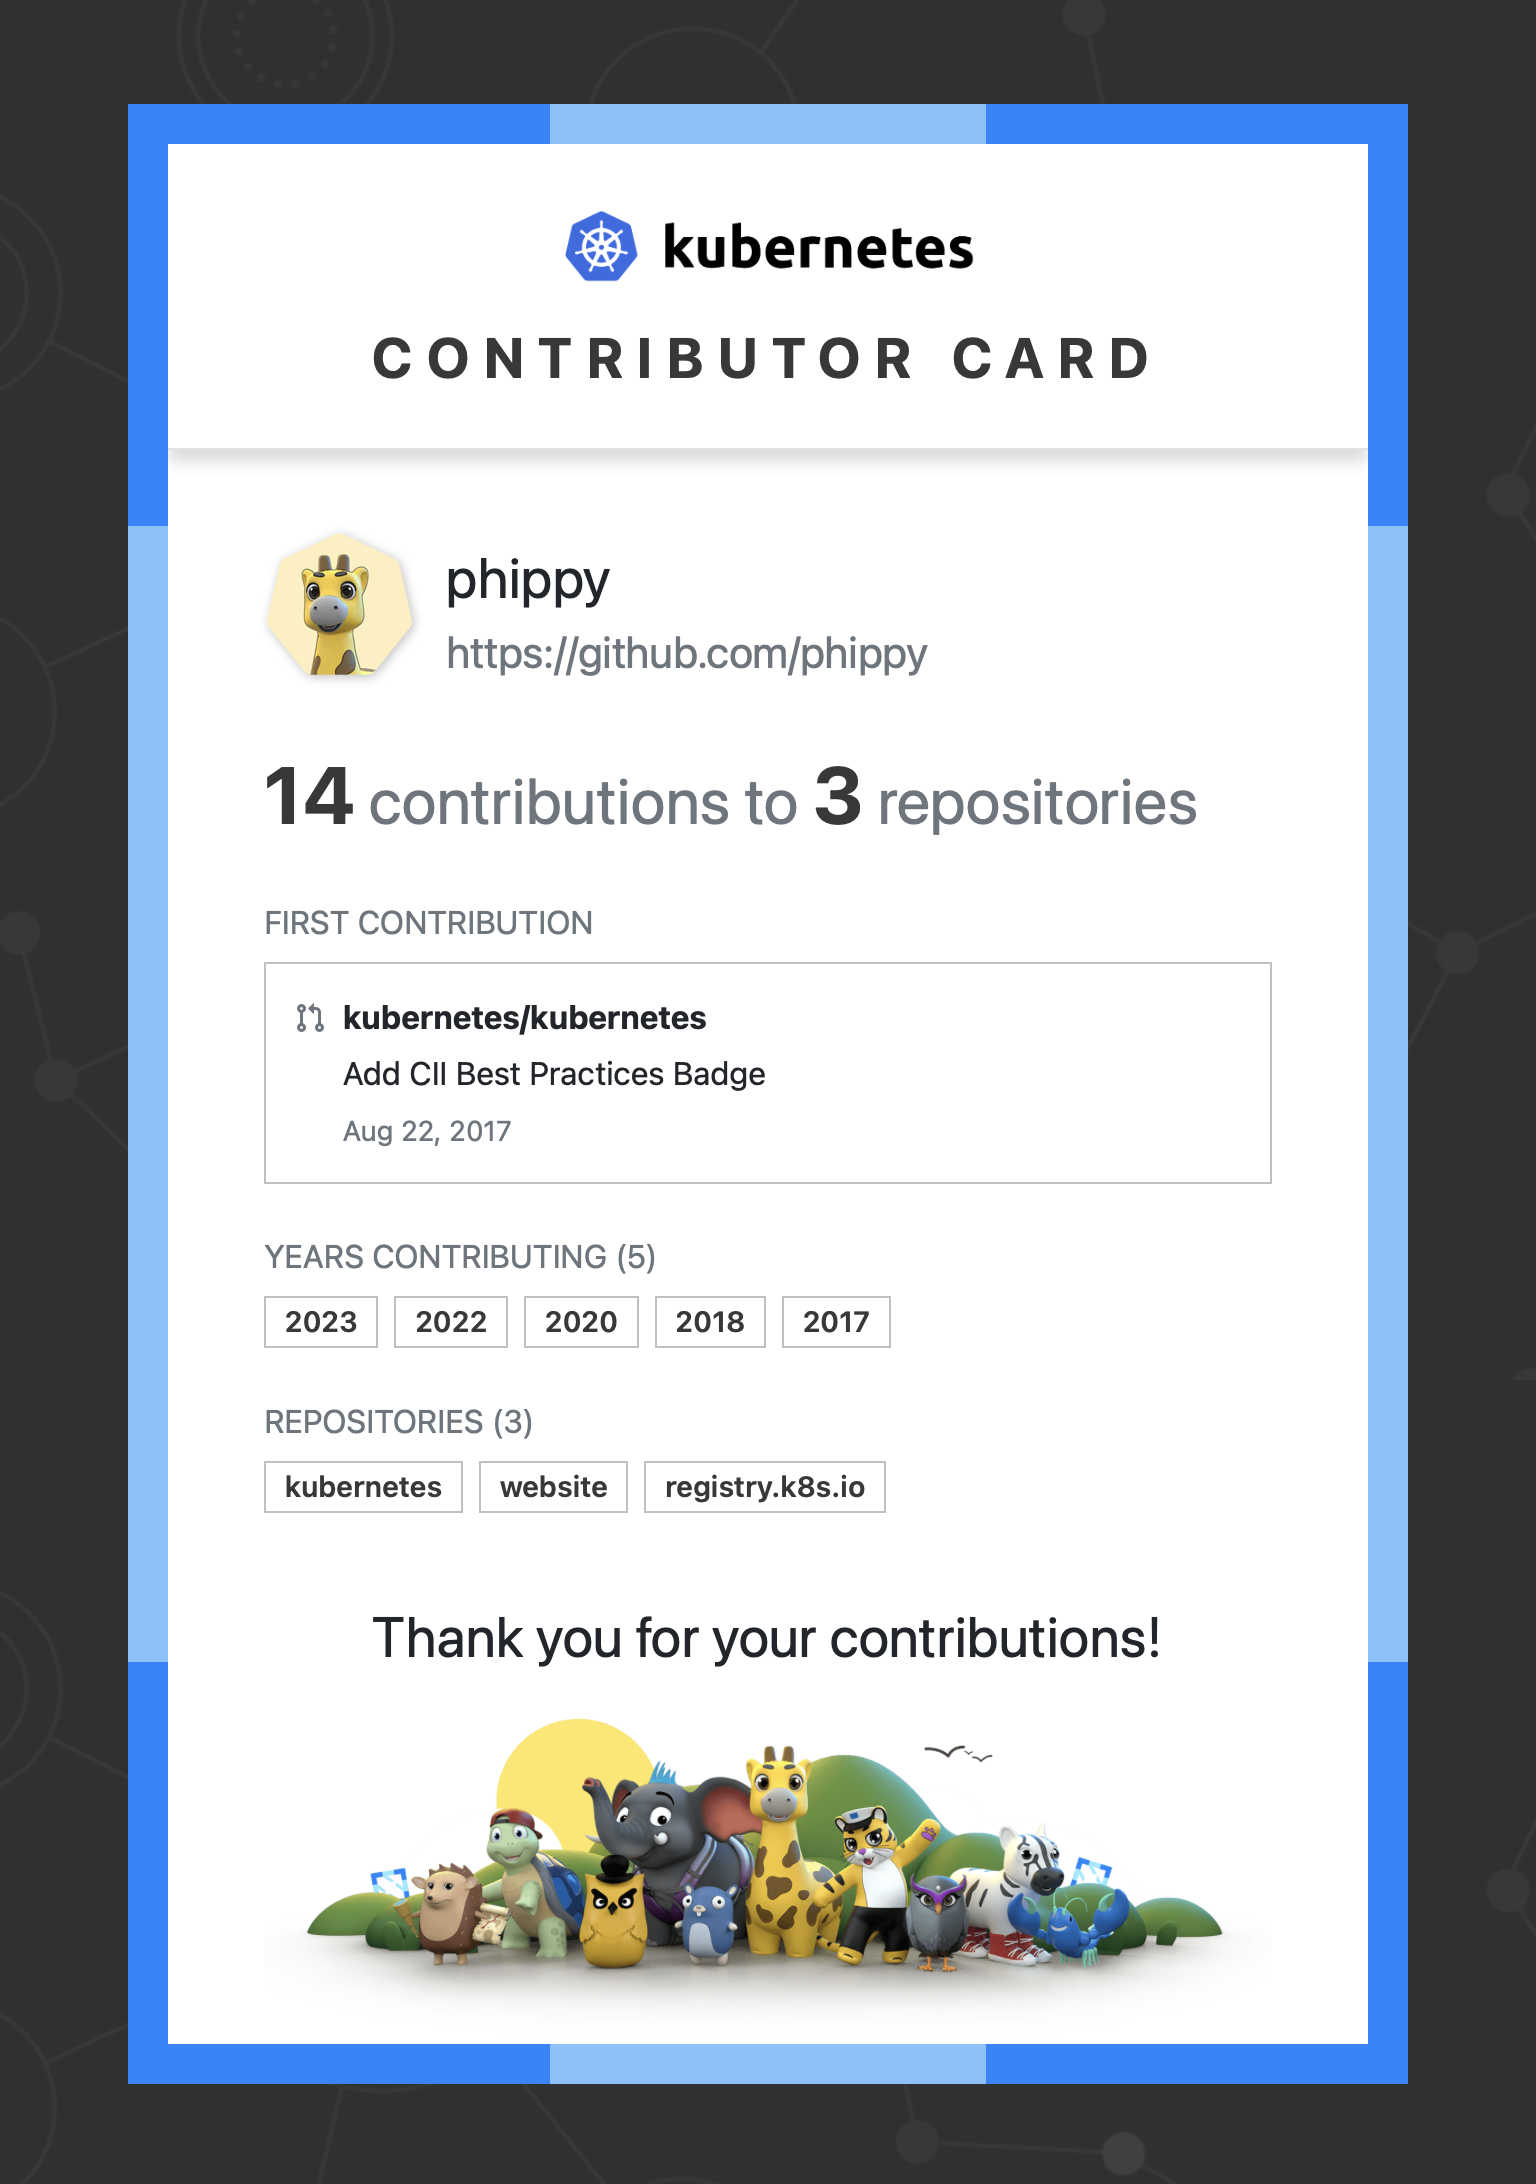 kubernetes
CONTRIBUTOR CARD
phippy
https://github.com/phippy
14 contributions to 3 repositories
FIRST CONTRIBUTION
kubernetes/kubernetes
Add CII Best Practices Badge
Aug 22, 2017
YEARS CONTRIBUTING (5)
2023 2022 2020 2018 2017
REPOSITORIES (3)
kubernetes website registry.k8s.io
Thank you for your contributions!